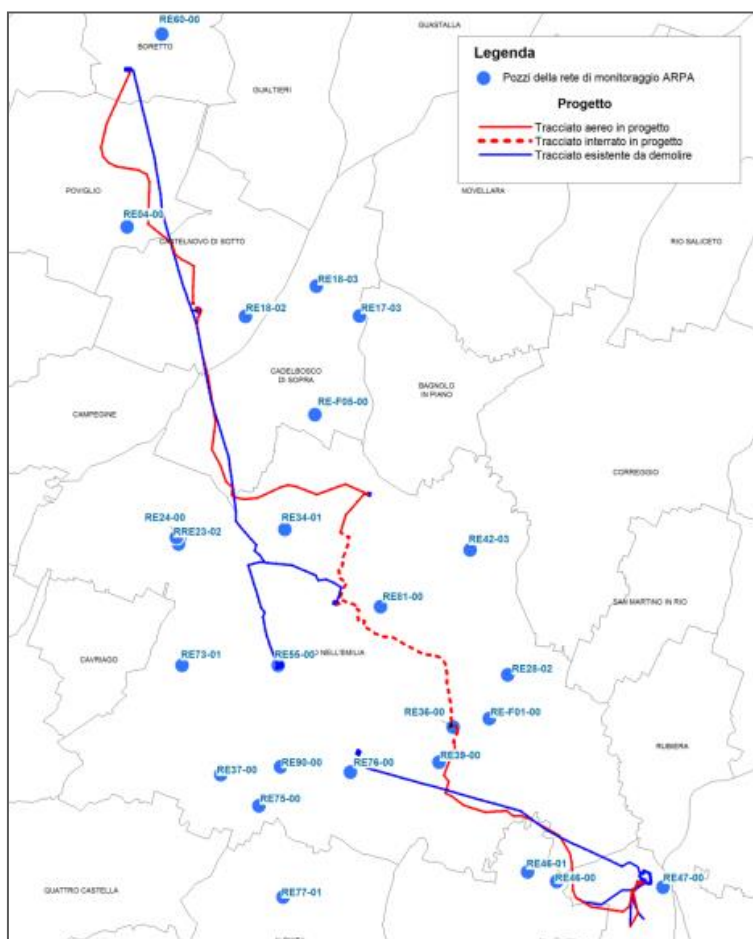 RE60-00
BORETTO
GUASTALLA
GUALTIERI
Legenda
Pozzi della rete di monitoraggio ARPA
Progetto
Tracciato aereo in progetto
Tracciato interrato in progetto
Tracciato esistente da demolire
POVIGLIO
NOVELLARA
RE04-00
CASTELNOVO DI SOTTO
RIO SALICETO
RE18-03
RE18-02
RE17-03
CADELBOSCO
DI SOPRA
BAGNOLO
IN PIANO
CAMPEGINE
RE-F05-00
CORREGGIO
RE24-00
RE34-01
RRE23-02
RE42-03
RE81-00
SAN MARTINO IN RIO
CAVRIAGO
RE73-01
RE55-00
O NELL'EMILIA
RE28-02
RE36-00
RE-F01-00
RUBIERA
RE39-00
RE90-00
RE37-00
RE76-00
RE75-00
RE46-01
RE46-00
RE47-00
QUATTRO CASTELLA
RE77-01